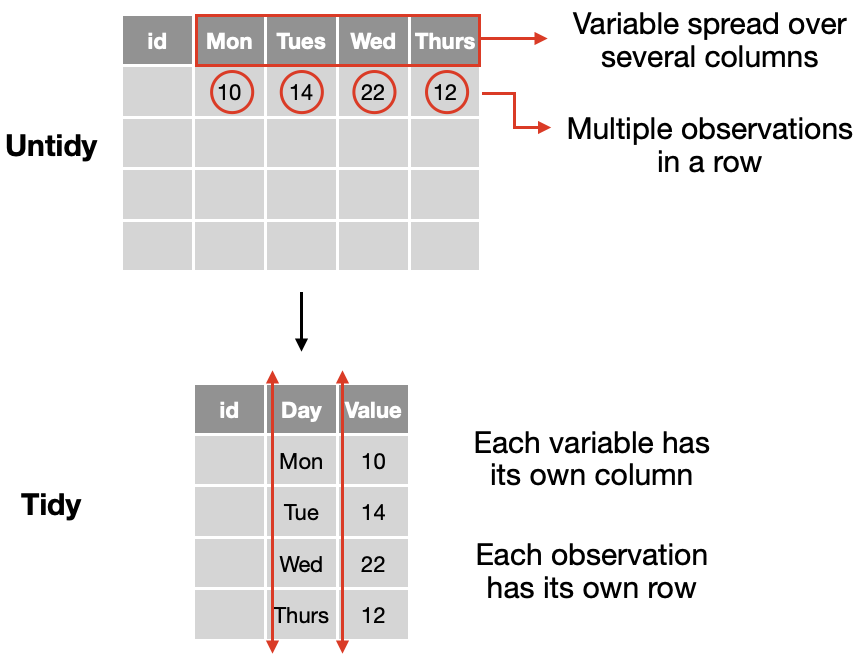 id Mon Tues Wed Thurs
Variable spread over
several columns
10 14 22 12
Multiple observations
in a row
Untidy
id Day Value
Mon 10
Tue 14
Wed 22
Thurs 12
Each variable has
its own column
Tidy
Each observation
has its own row